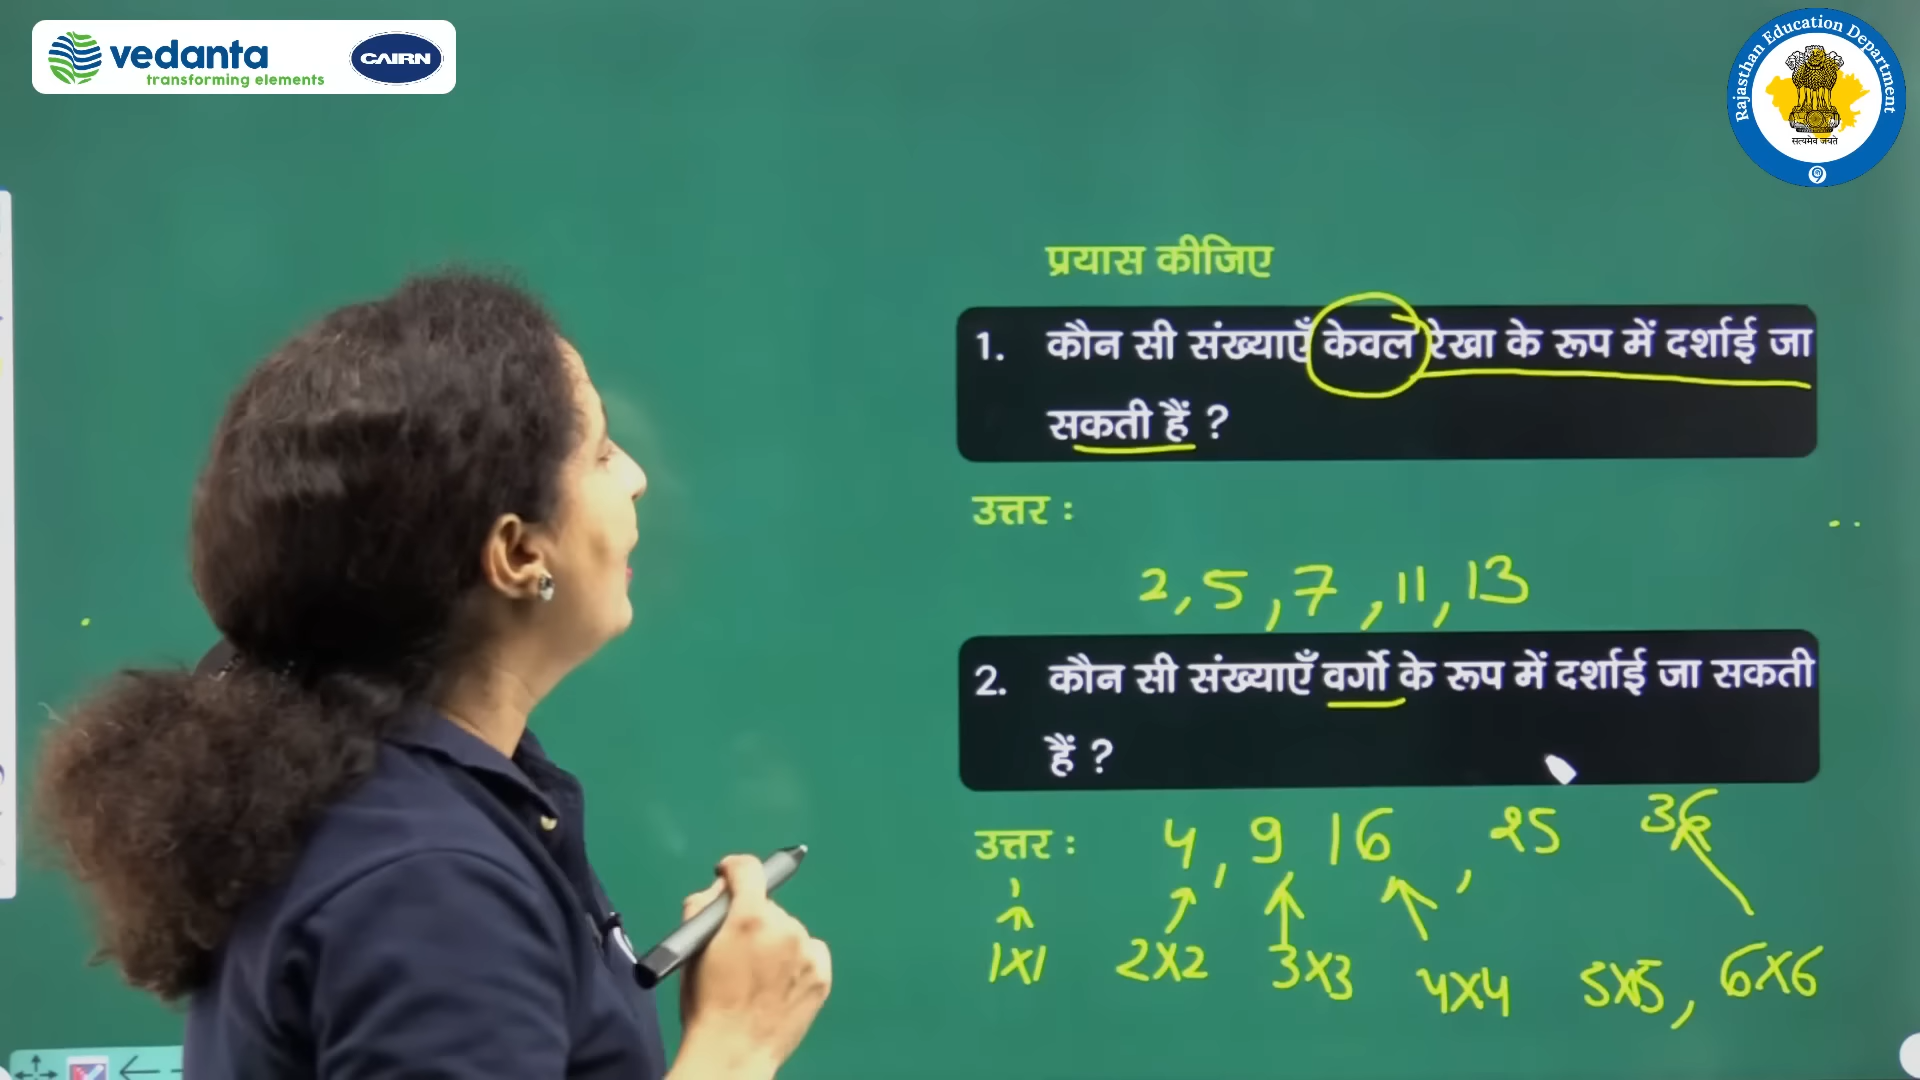 vedanta
transforming elements
CAIRN
Rajasthan Education Department
सत्यमेव जयते
प्रयास कीजिए
1. कौन सी संख्याएँ केवल रेखा के रूप में दर्शाई जा
सकती हैं ?
उत्तर :
2, 5, 7, 11, 13
2. कौन सी संख्याएँ वर्गो के रूप में दर्शाई जा सकती
हैं ?
उत्तर : 4, 9 16, 25 36
1
1X1 2X2 3X3 4X4 5X5, 6X6